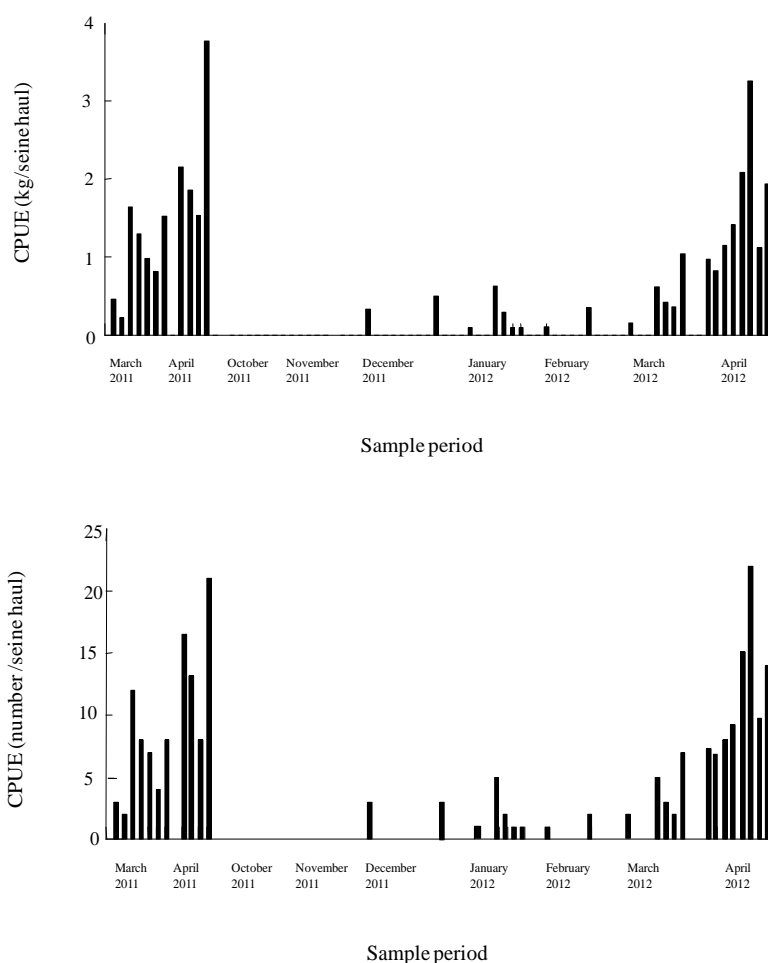 4
3
2
1
0
CPUE (kg/seine haul)
March April October November December January February March April
2011 2011 2011 2011 2011 2012 2012 2012 2012
Sample period
25
20
15
10
5
0
CPUE (number/seine haul)
March April October November December January February March April
2011 2011 2011 2011 2011 2012 2012 2012 2012
Sample period